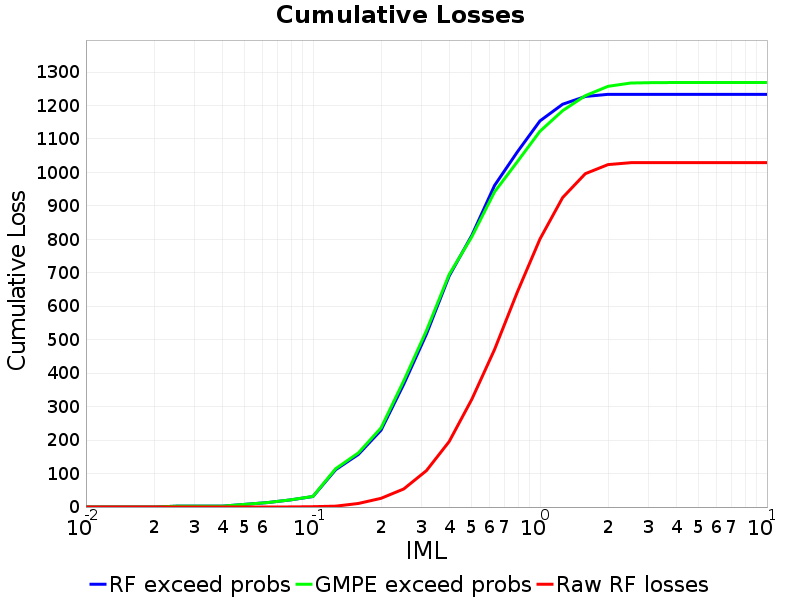 Cumulative Losses
1300
1200
1100
1000
900
800
700
600
500
400
300
200
100
0
Cumulative Loss
10-2 2 3 4 5 6 10-1 2 3 4 5 6 7 100 2 3 4 5 6 7 101
IML
RF exceed probs GMPE exceed probs Raw RF losses